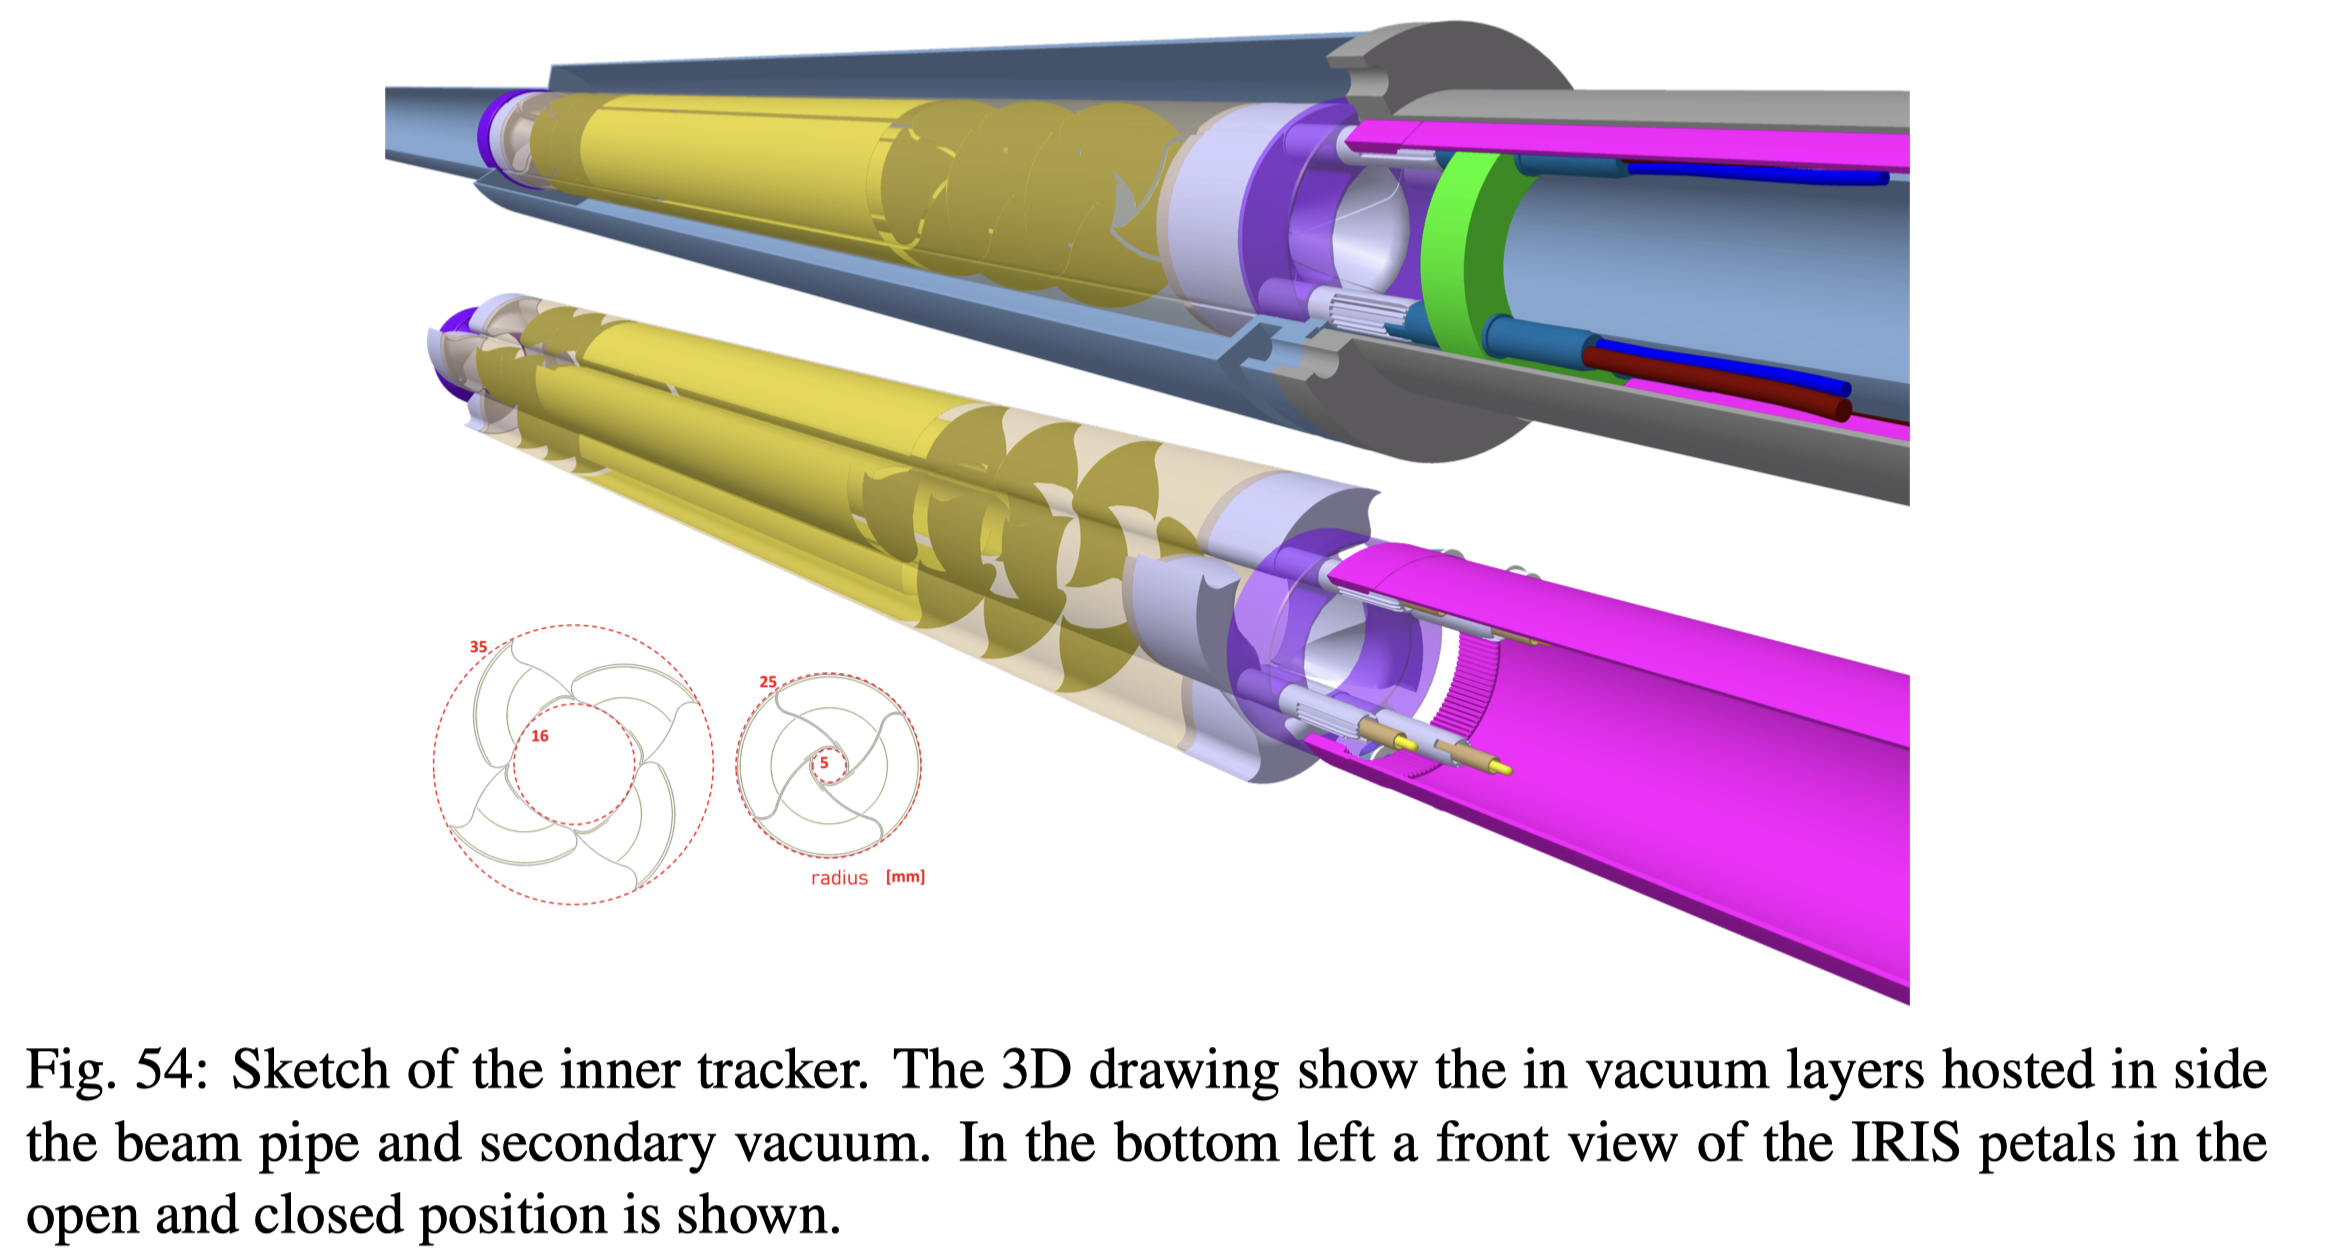 35
25
16
5
radius [mm]
Fig. 54: Sketch of the inner tracker. The 3D drawing show the in vacuum layers hosted in side
the beam pipe and secondary vacuum. In the bottom left a front view of the IRIS petals in the
open and closed position is shown.